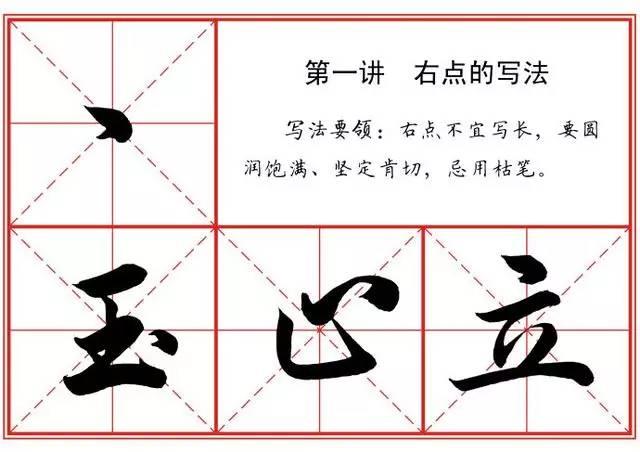 丶
第一讲 右点的写法
写法要领：右点不宜写长，要圆
润饱满、坚定肯切，忌用枯笔。
玉 心 立